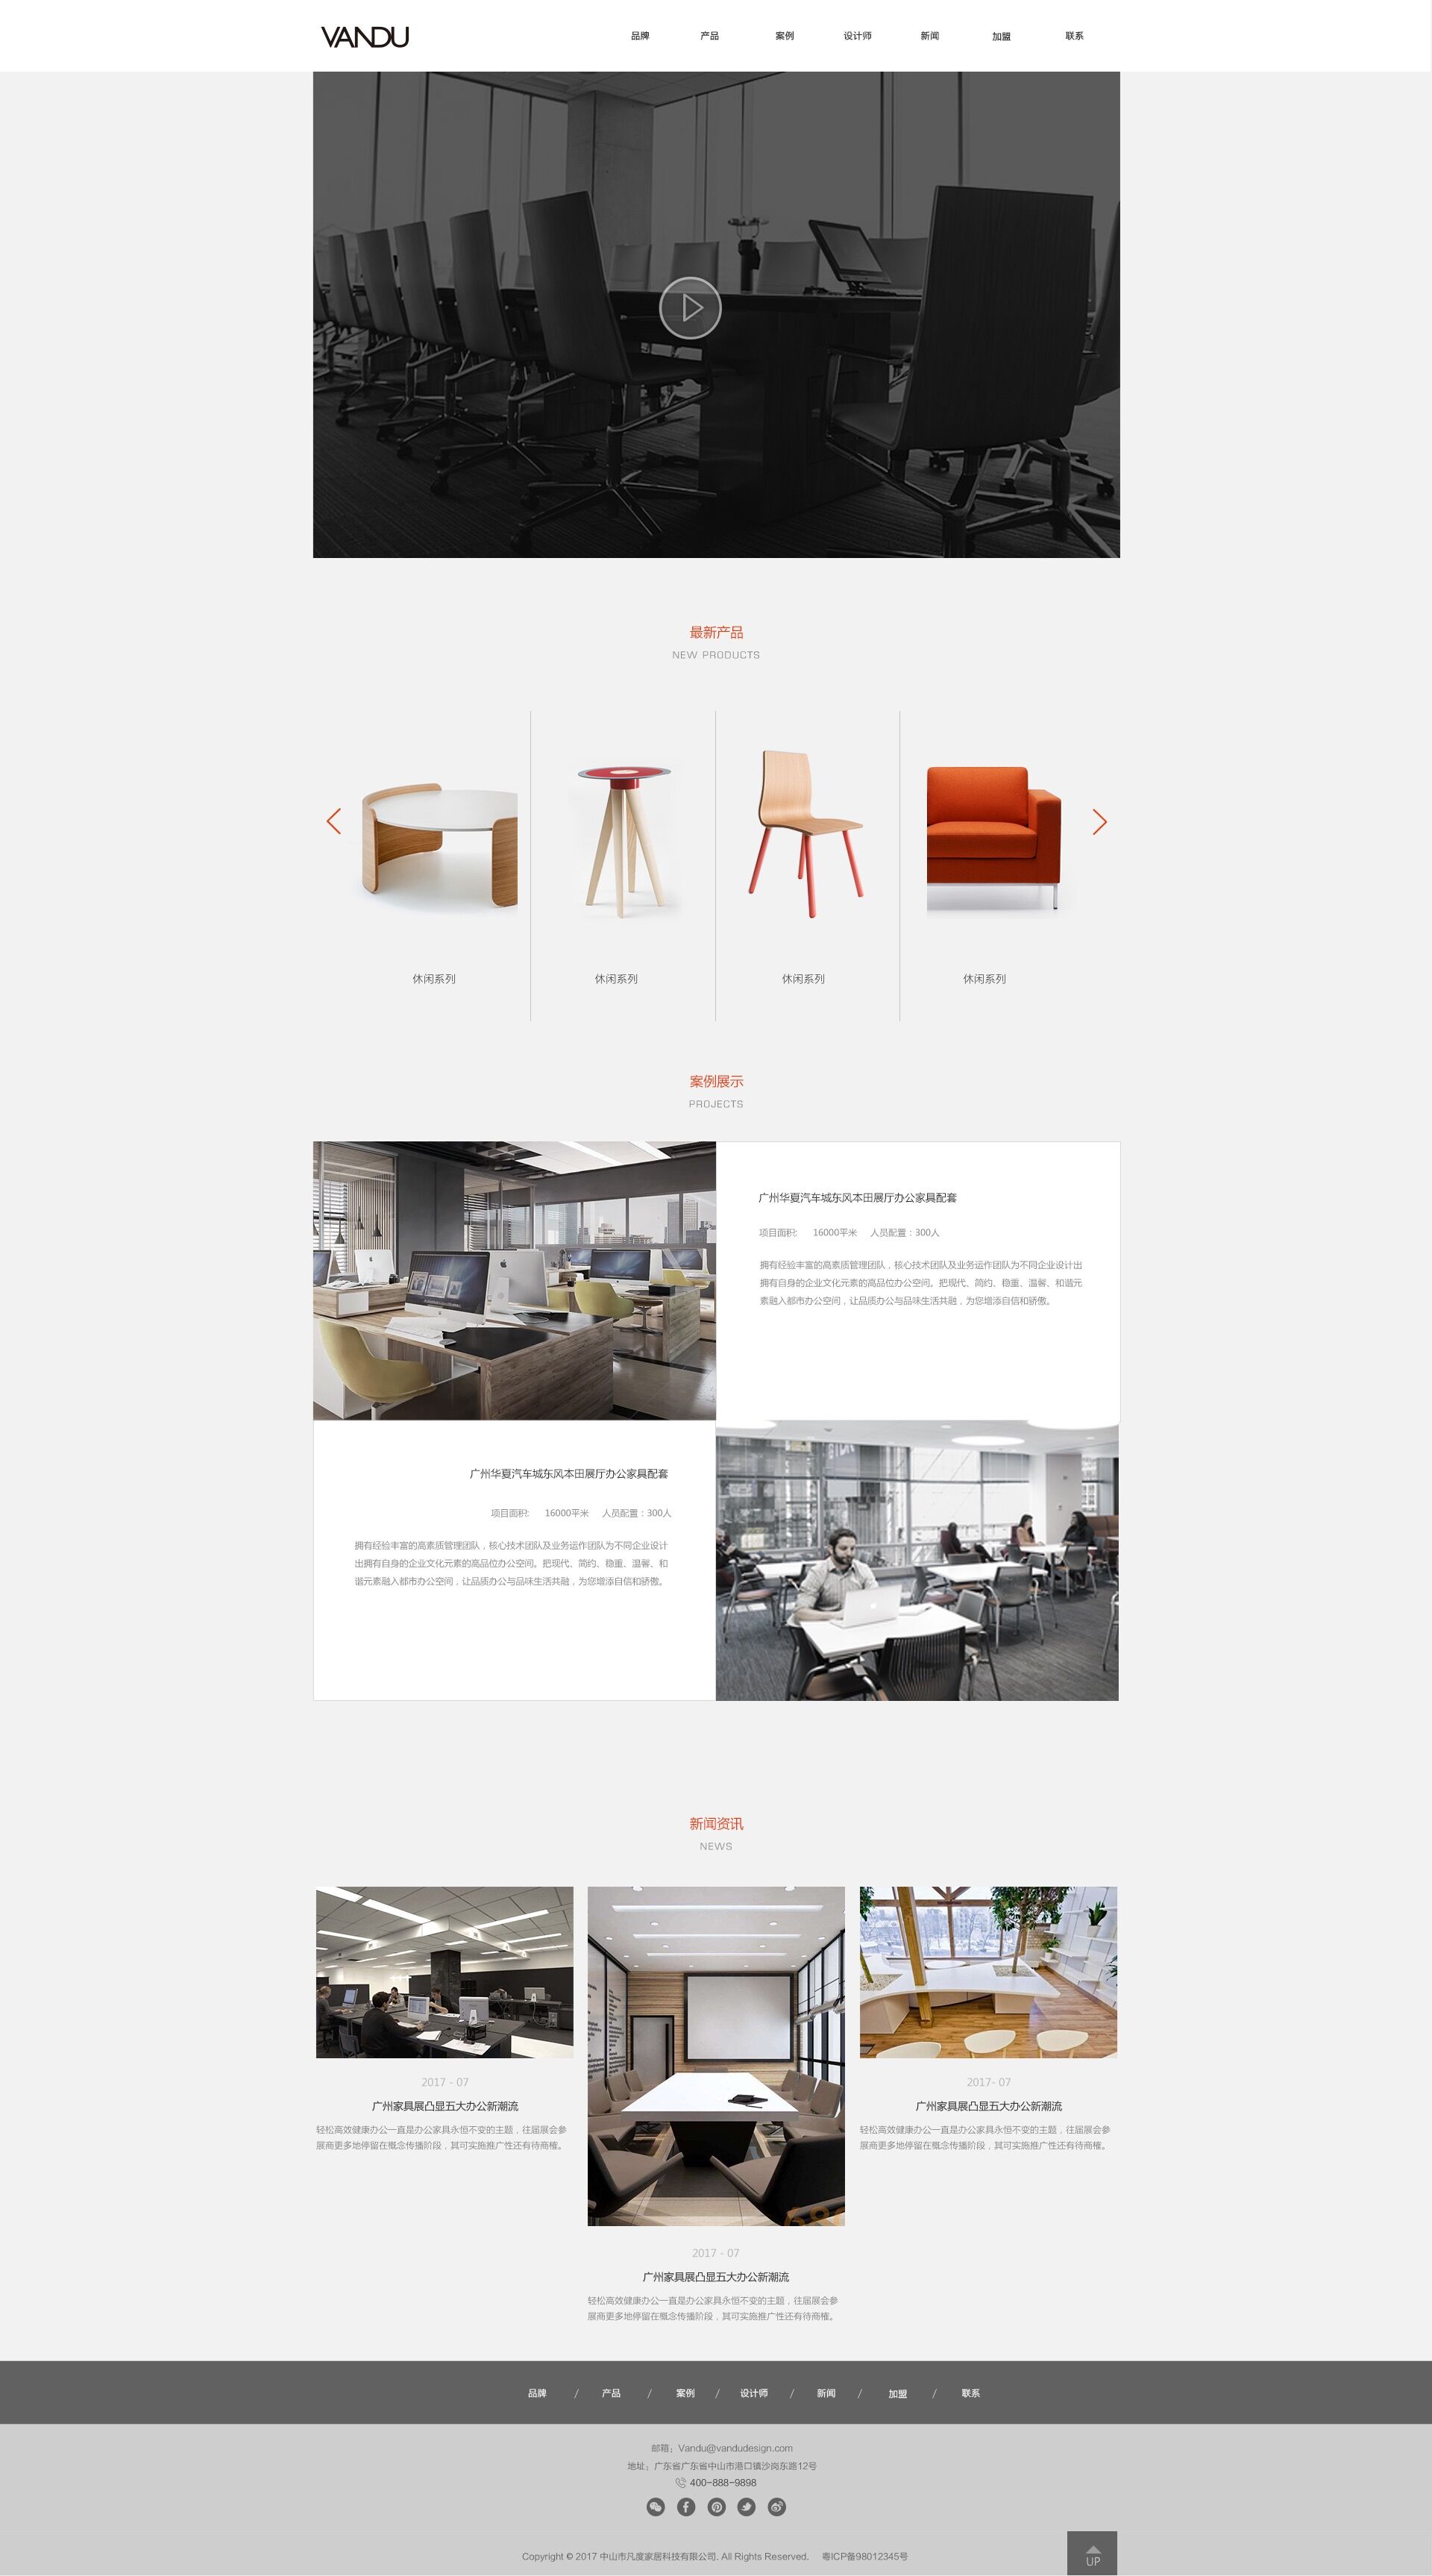 VANDU
品牌 产品 案例 设计师 新闻 加盟 联系
最新产品
NEW PRODUCTS
休闲系列 休闲系列 休闲系列 休闲系列
案例展示
PROJECTS
广州华夏汽车城东风本田展厅办公家具配套
项目面积: 16000平米 人员配置：300人
拥有经验丰富的高素质管理团队，核心技术团队及业务运作团队为不同企业设计出
拥有自身的企业文化元素的高品位办公空间。把现代、简约、稳重、温馨、和谐元
素融入都市办公空间，让品质办公与品味生活共融，为您增添自信和骄傲。
广州华夏汽车城东风本田展厅办公家具配套
项目面积: 16000平米 人员配置：300人
拥有经验丰富的高素质管理团队，核心技术团队及业务运作团队为不同企业设计
出拥有自身的企业文化元素的高品位办公空间。把现代、简约、稳重、温馨、和
谐元素融入都市办公空间，让品质办公与品味生活共融，为您增添自信和骄傲。
新闻资讯
NEWS
2017 - 07
广州家具展凸显五大办公新潮流
轻松高效健康办公一直是办公家具永恒不变的主题，往届展会参
展商更多地停留在概念传播阶段，其可实施推广性还有待商榷。
2017 - 07
广州家具展凸显五大办公新潮流
轻松高效健康办公一直是办公家具永恒不变的主题，往届展会参
展商更多地停留在概念传播阶段，其可实施推广性还有待商榷。
2017- 07
广州家具展凸显五大办公新潮流
轻松高效健康办公一直是办公家具永恒不变的主题，往届展会参
展商更多地停留在概念传播阶段，其可实施推广性还有待商榷。
品牌 / 产品 / 案例 / 设计师 / 新闻 / 加盟 / 联系
邮箱：Vandu@vandudesign.com
地址：广东省广东省中山市港口镇沙岗东路12号
400-888-9898
Copyright © 2017 中山市凡度家居科技有限公司. All Rights Reserved. 粤ICP备98012345号
UP